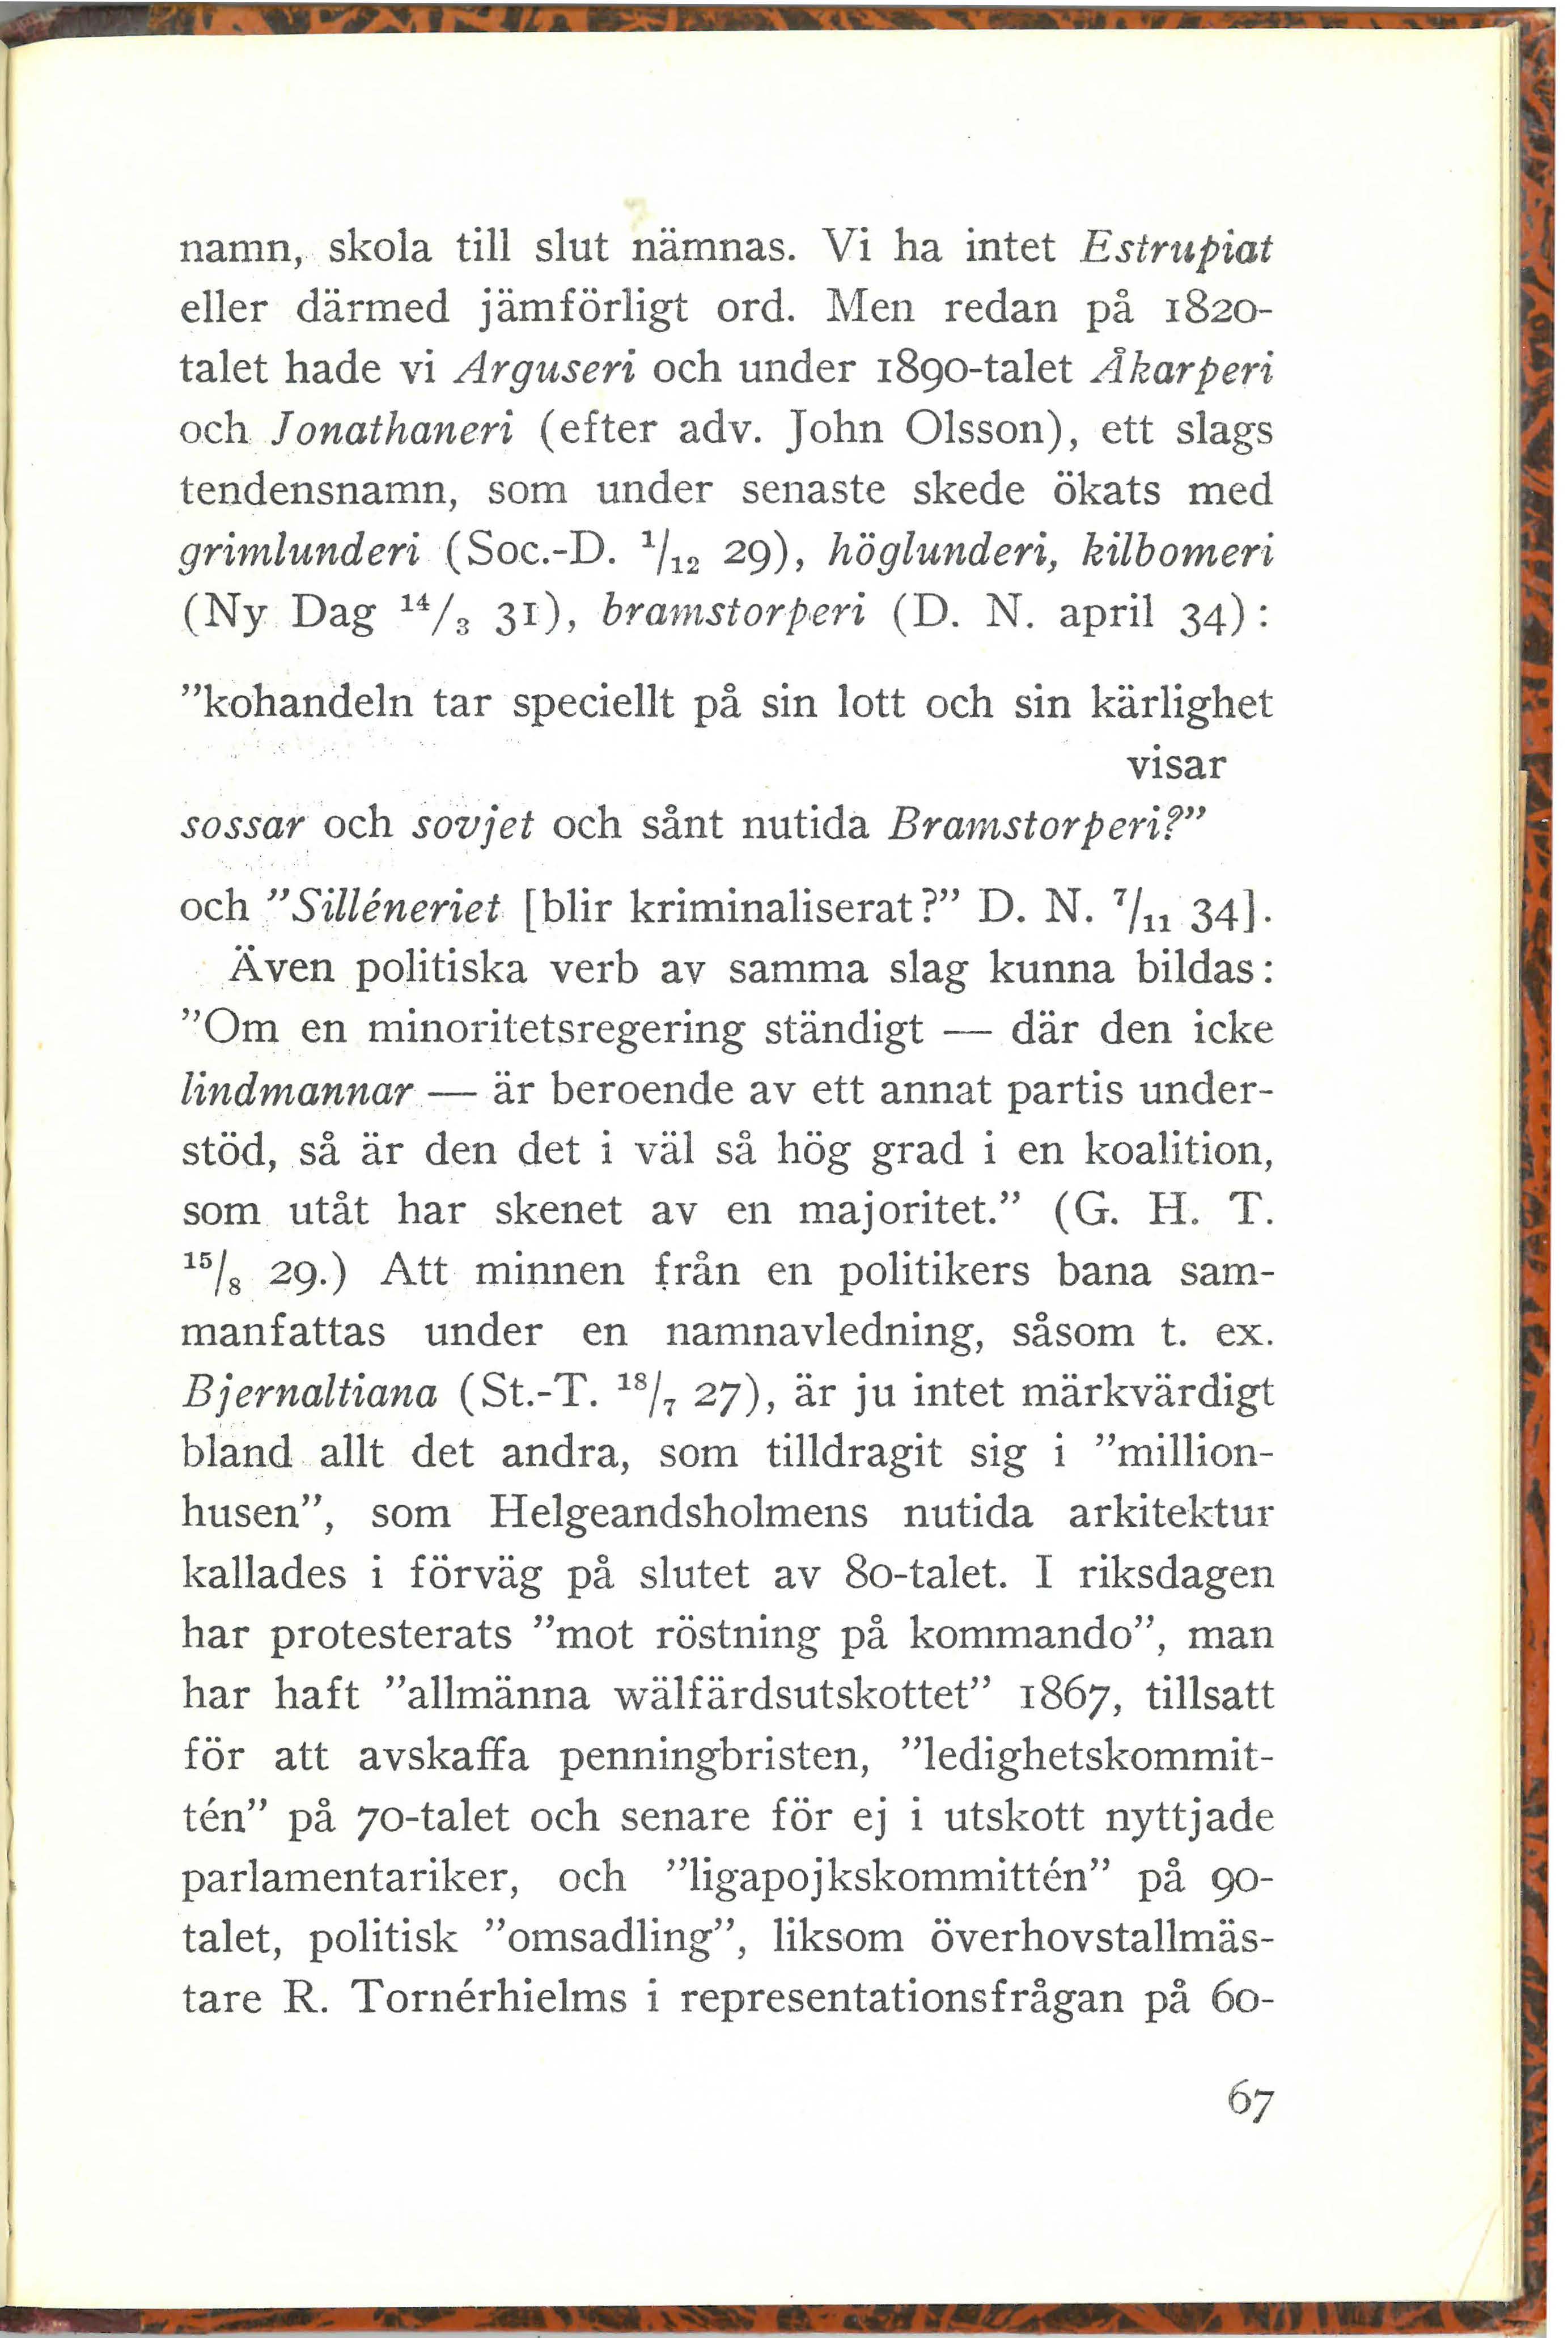 namn, skola till slut nämnas. Vi ha intet Estrupiat
eller därmed jämförligt ord. Men redan på 1820-
talet hade vi Arguseri och under 1890-talet Åkarperi
och Jonathaneri (efter adv. John Olsson), ett slags
tendensnamn, som under senaste skede ökats med
grimlunderi (Soc.-D. ¹/₁₂ 29), höglunderi, kilbomeri
(Ny Dag ¹⁴/₃ 31), bramstorperi (D. N. april 34):
”kohandeln tar speciellt på sin lott och sin kärlighet
visar
sossar och sovjet och sånt nutida Bramstorperi?”
och ”Silléneriet [blir kriminaliserat?” D. N. ⁷/₁₁ 34].
Även politiska verb av samma slag kunna bildas:
”Om en minoritetsregering ständigt — där den icke
lindmannar — är beroende av ett annat partis under-
stöd, så är den det i väl så hög grad i en koalition,
som utåt har skenet av en majoritet.” (G. H. T.
¹⁵/₈ 29.) Att minnen från en politikers bana sam-
manfattas under en namnavledning, såsom t. ex.
Bjernaltiana (St.-T. ¹⁸/₇ 27), är ju intet märkvärdigt
bland allt det andra, som tilldragit sig i ”million-
husen”, som Helgeandsholmens nutida arkitektur
kallades i förväg på slutet av 80-talet. I riksdagen
har protesterats ”mot röstning på kommando”, man
har haft ”allmänna wälfärdsutskottet” 1867, tillsatt
för att avskaffa penningbristen, ”ledighetskommit-
tén” på 70-talet och senare för ej i utskott nyttjade
parlamentariker, och ”ligapojkskommittén” på 90-
talet, politisk ”omsadling”, liksom överhovstallmäs-
tare R. Tornérhielms i representationsfrågan på 60-
67